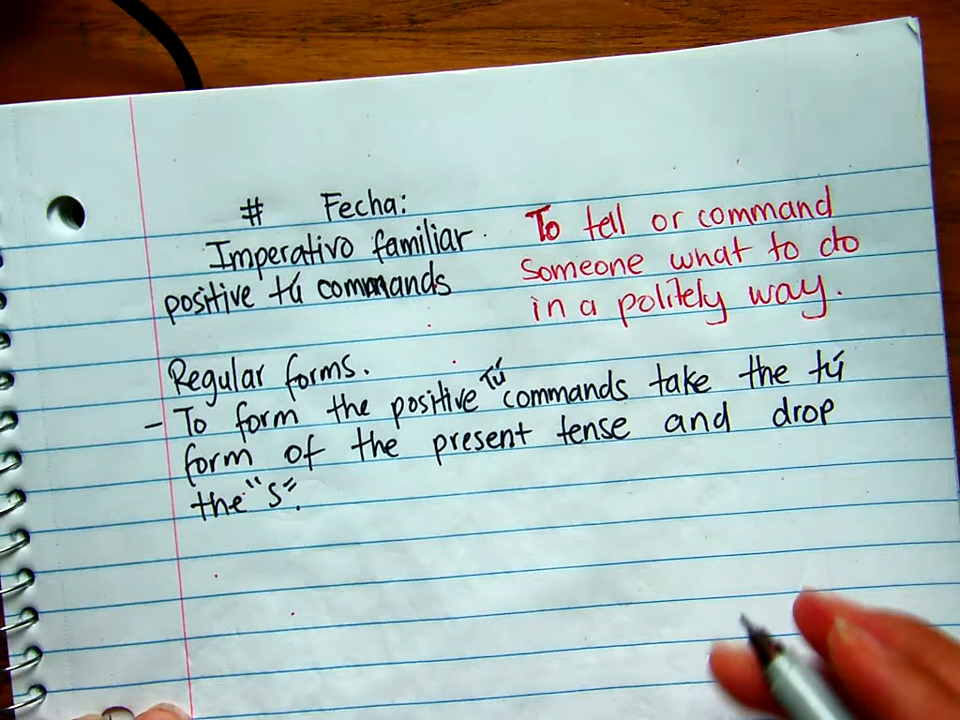 # Fecha:
Imperativo familiar
positive tú commands
To tell or command
someone what to do
in a politely way.
Regular forms.
- To form the positive Tú commands take the tú
form of the present tense and drop
the "s".